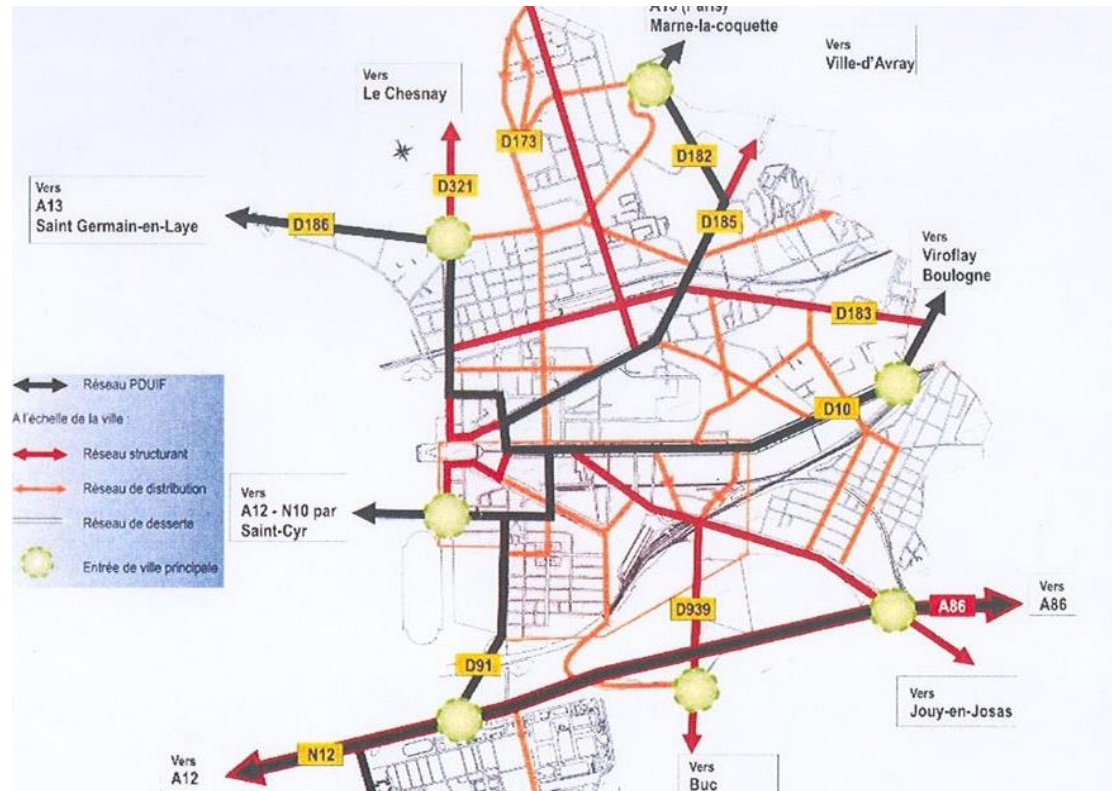 A13 (Paris)
Marne-la-coquette
Vers
Ville-d'Avray
Vers
Le Chesnay
D173
D182
D321
Vers
A13
Saint Germain-en-Laye
D186
D185
Vers
Viroflay
Boulogne
D183
Réseau PDUIF
A l'échelle de la ville :
Réseau structurant
Réseau de distribution
Réseau de desserte
Entrée de ville principale
D10
Vers
A12 - N10 par
Saint-Cyr
D939
A86
Vers
A86
D91
Vers
Jouy-en-Josas
N12
Vers
A12
Vers
Buc